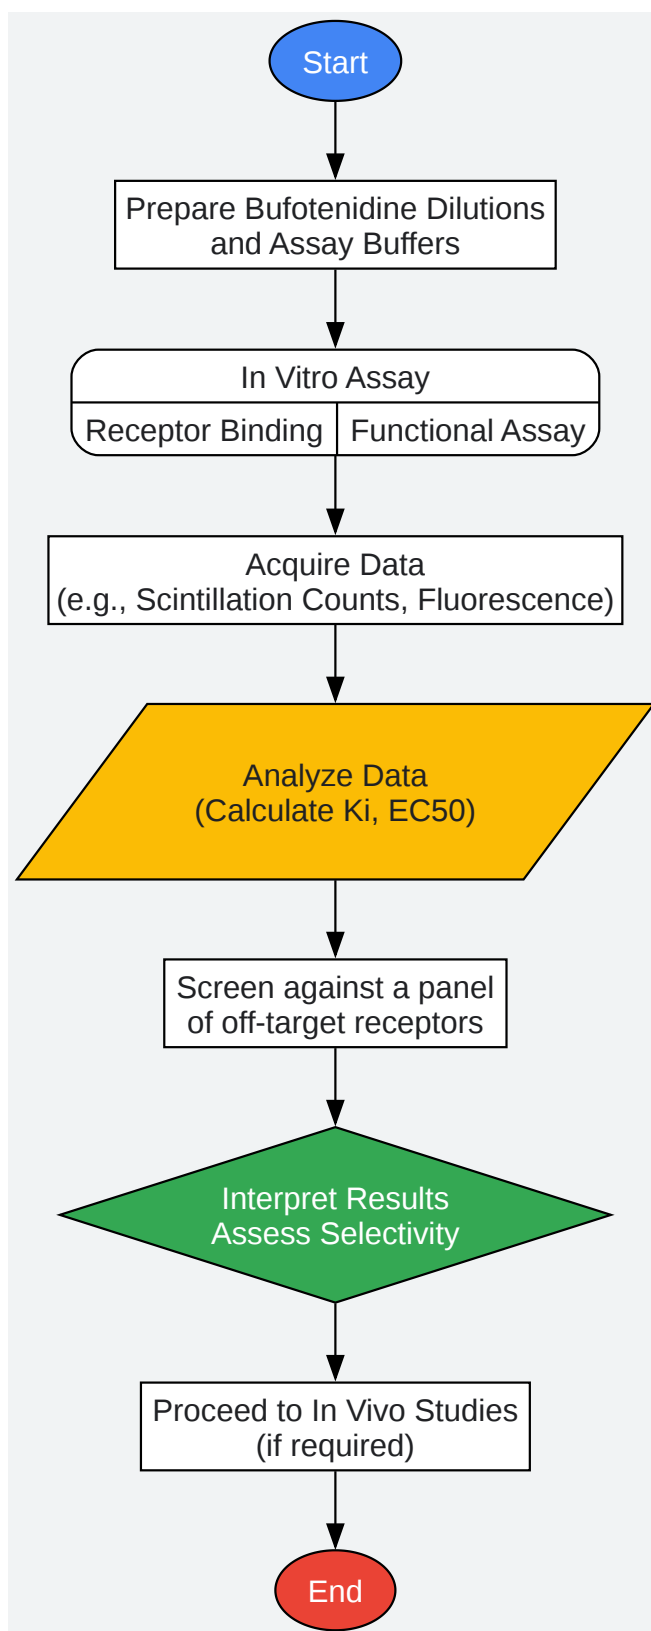 Start
Prepare Bufotenidine Dilutions
and Assay Buffers
In Vitro Assay
Receptor Binding
Functional Assay
Acquire Data
(e.g., Scintillation Counts, Fluorescence)
Analyze Data
(Calculate Ki, EC50)
Screen against a panel
of off-target receptors
Interpret Results
Assess Selectivity
Proceed to In Vivo Studies
(if required)
End